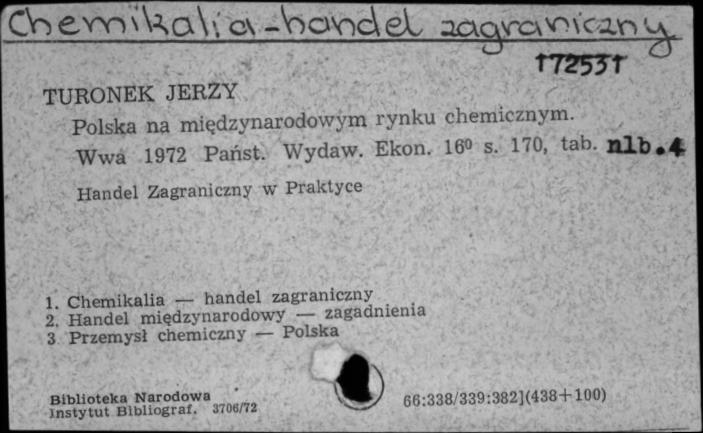 Chemikalia-handel zagraniczny
172531
TURONEK JERZY
Polska na międzynarodowym rynku chemicznym.
Wwa 1972 Państ. Wydaw. Ekon. 16⁰ s. 170, tab. nlb.4
Handel Zagraniczny w Praktyce
1. Chemikalia — handel zagraniczny
2. Handel międzynarodowy — zagadnienia
3 Przemysł chemiczny — Polska
Biblioteka Narodowa
Instytut Bibliograf. 3706/72
66:338/339:382](438+100)